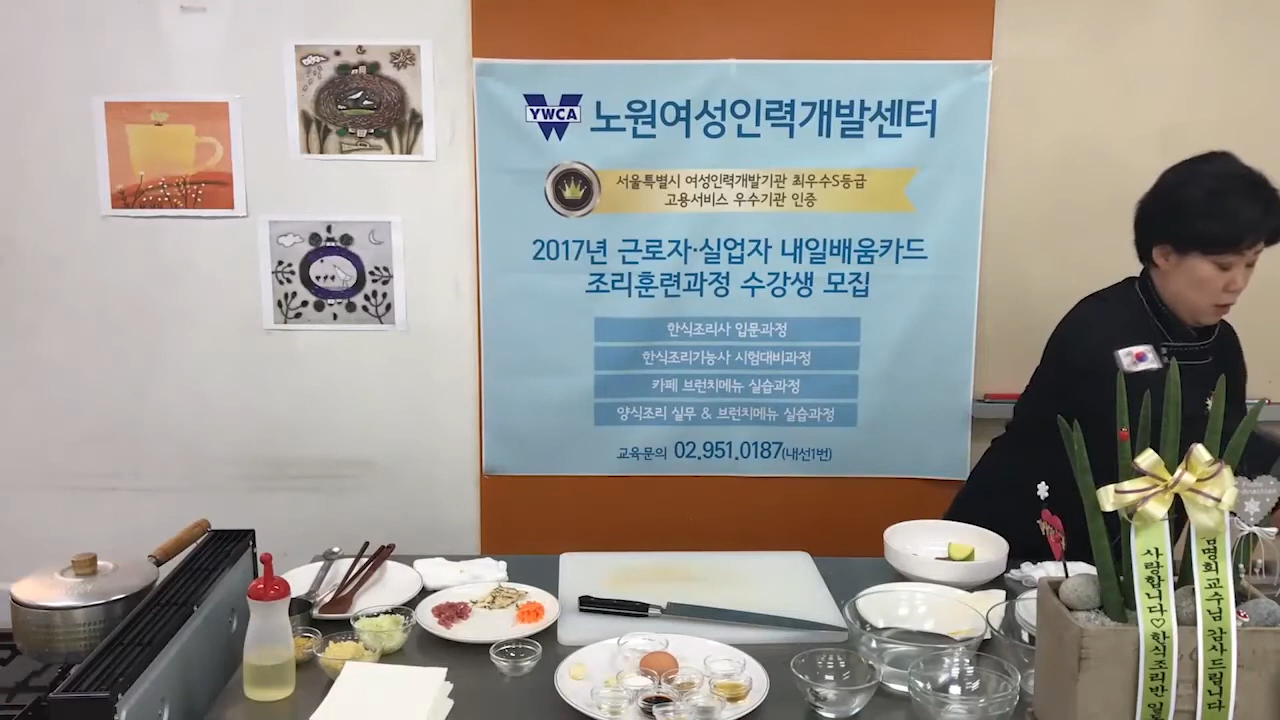 YWCA 노원여성인력개발센터
서울특별시 여성인력개발기관 최우수S등급
고용서비스 우수기관 인증
2017년 근로자·실업자 내일배움카드
조리훈련과정 수강생 모집
한식조리사 입문과정
한식조리기능사 시험대비과정
카페 브런치메뉴 실습과정
양식조리 실무 & 브런치메뉴 실습과정
교육문의 02.951.0187(내선1번)
사랑합니다♡한식조리반 일
김명희 교수님 감사드립니다